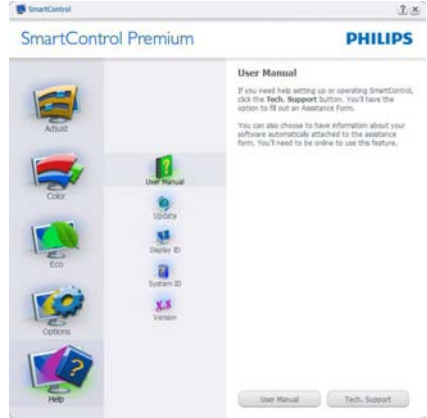 SmartControl
? X
SmartControl Premium
PHILIPS
Adjust
Color
Eco
Options
Help
User Manual
Update
Display ID
System ID
X.X
Version
User Manual
If you need help setting up or operating SmartControl,
click the Tech. Support button. You'll have the
option to fill out an Assistance Form.
You can also choose to have information about your
software automatically attached to the assistance
form. You'll need to be online to use this feature.
User Manual
Tech. Support